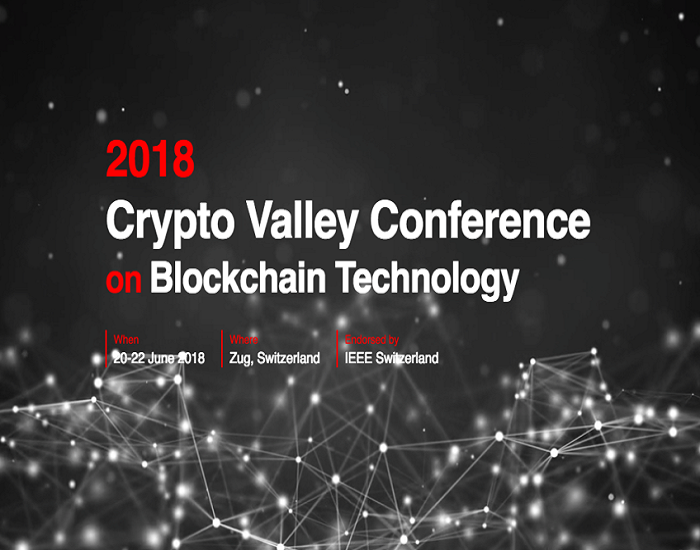 2018
Crypto Valley Conference
on Blockchain Technology
When
Where
Endorsed by
20-22 June 2018
Zug, Switzerland
IEEE Switzerland